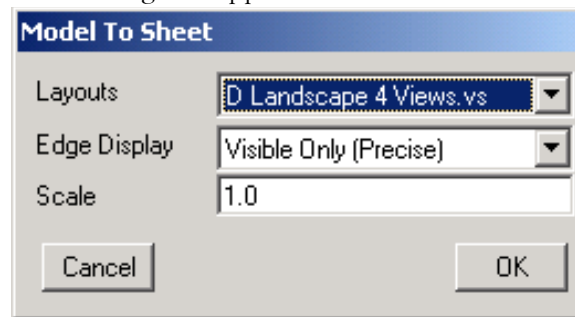 Model To Sheet
Layouts D Landscape 4 Views.vs
Edge Display Visible Only (Precise)
Scale 1.0
Cancel OK